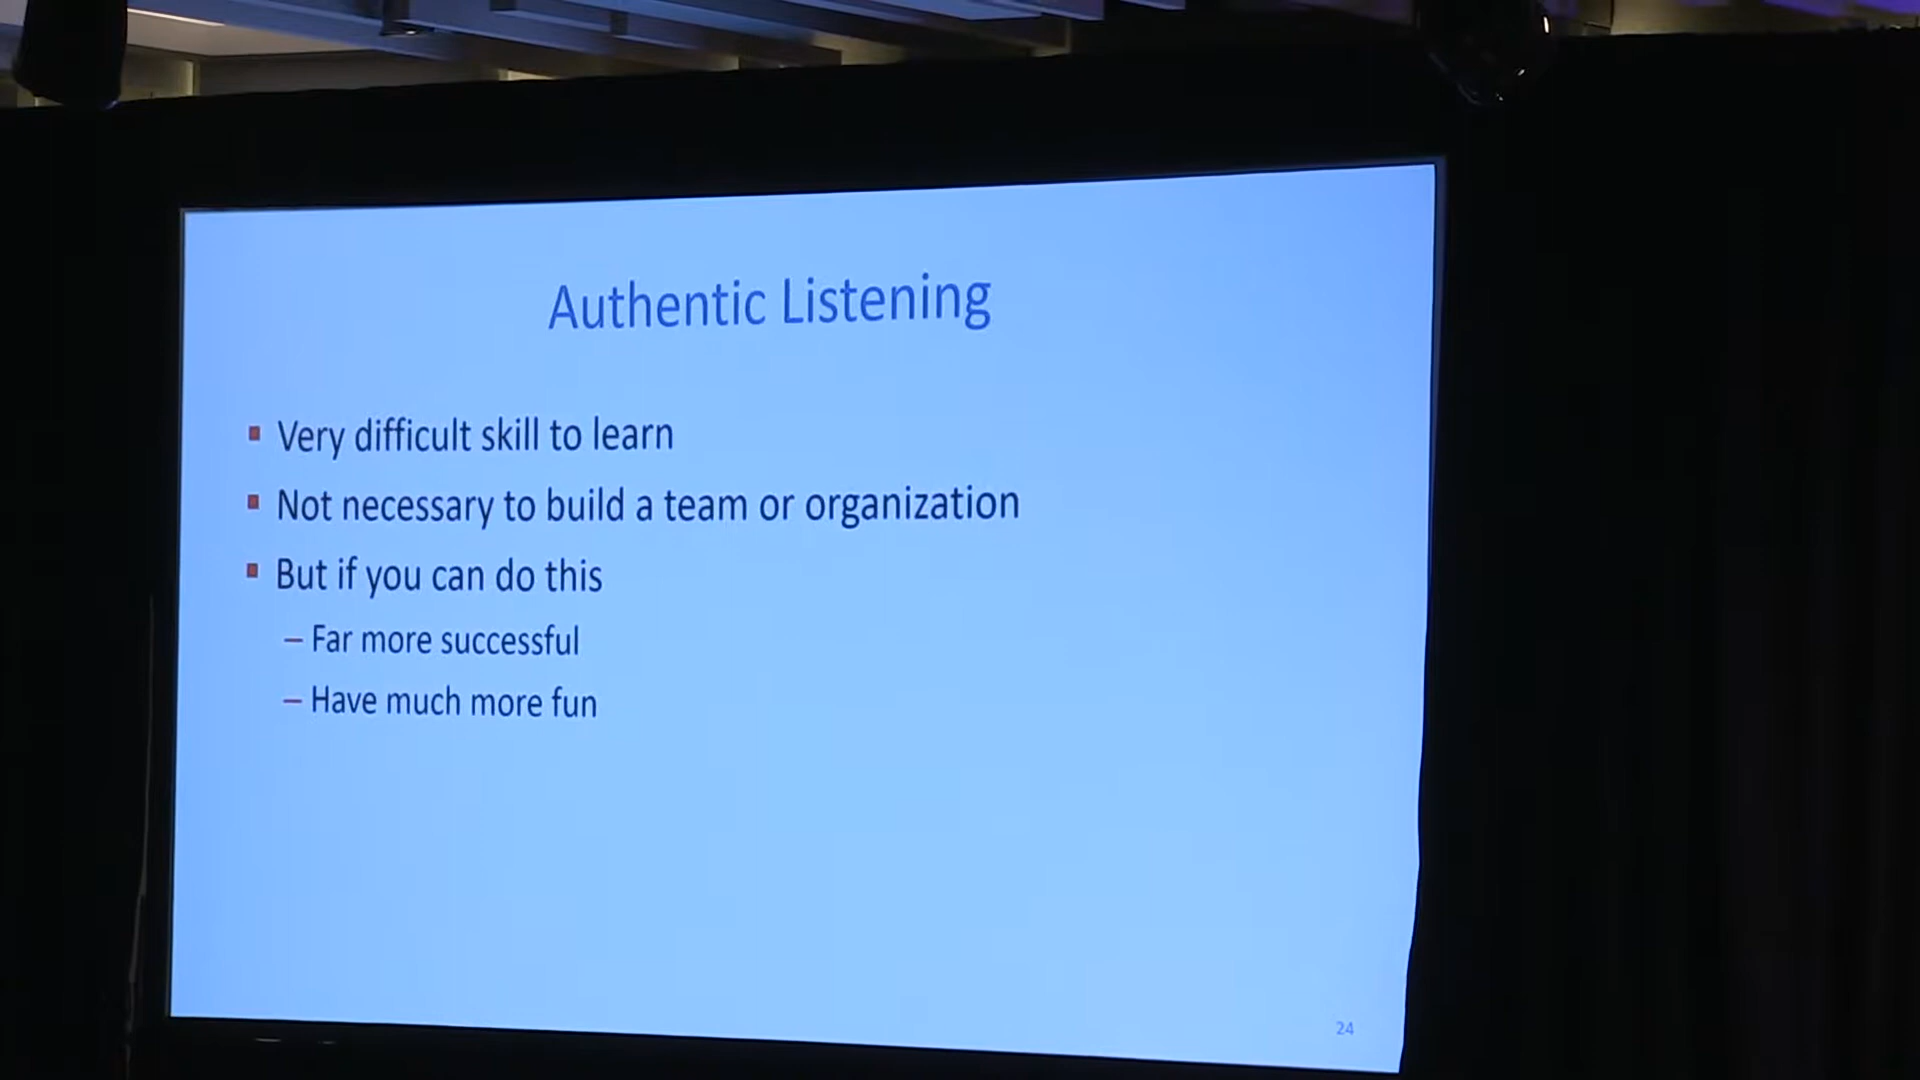 Authentic Listening
▪ Very difficult skill to learn
▪ Not necessary to build a team or organization
▪ But if you can do this
– Far more successful
– Have much more fun
24